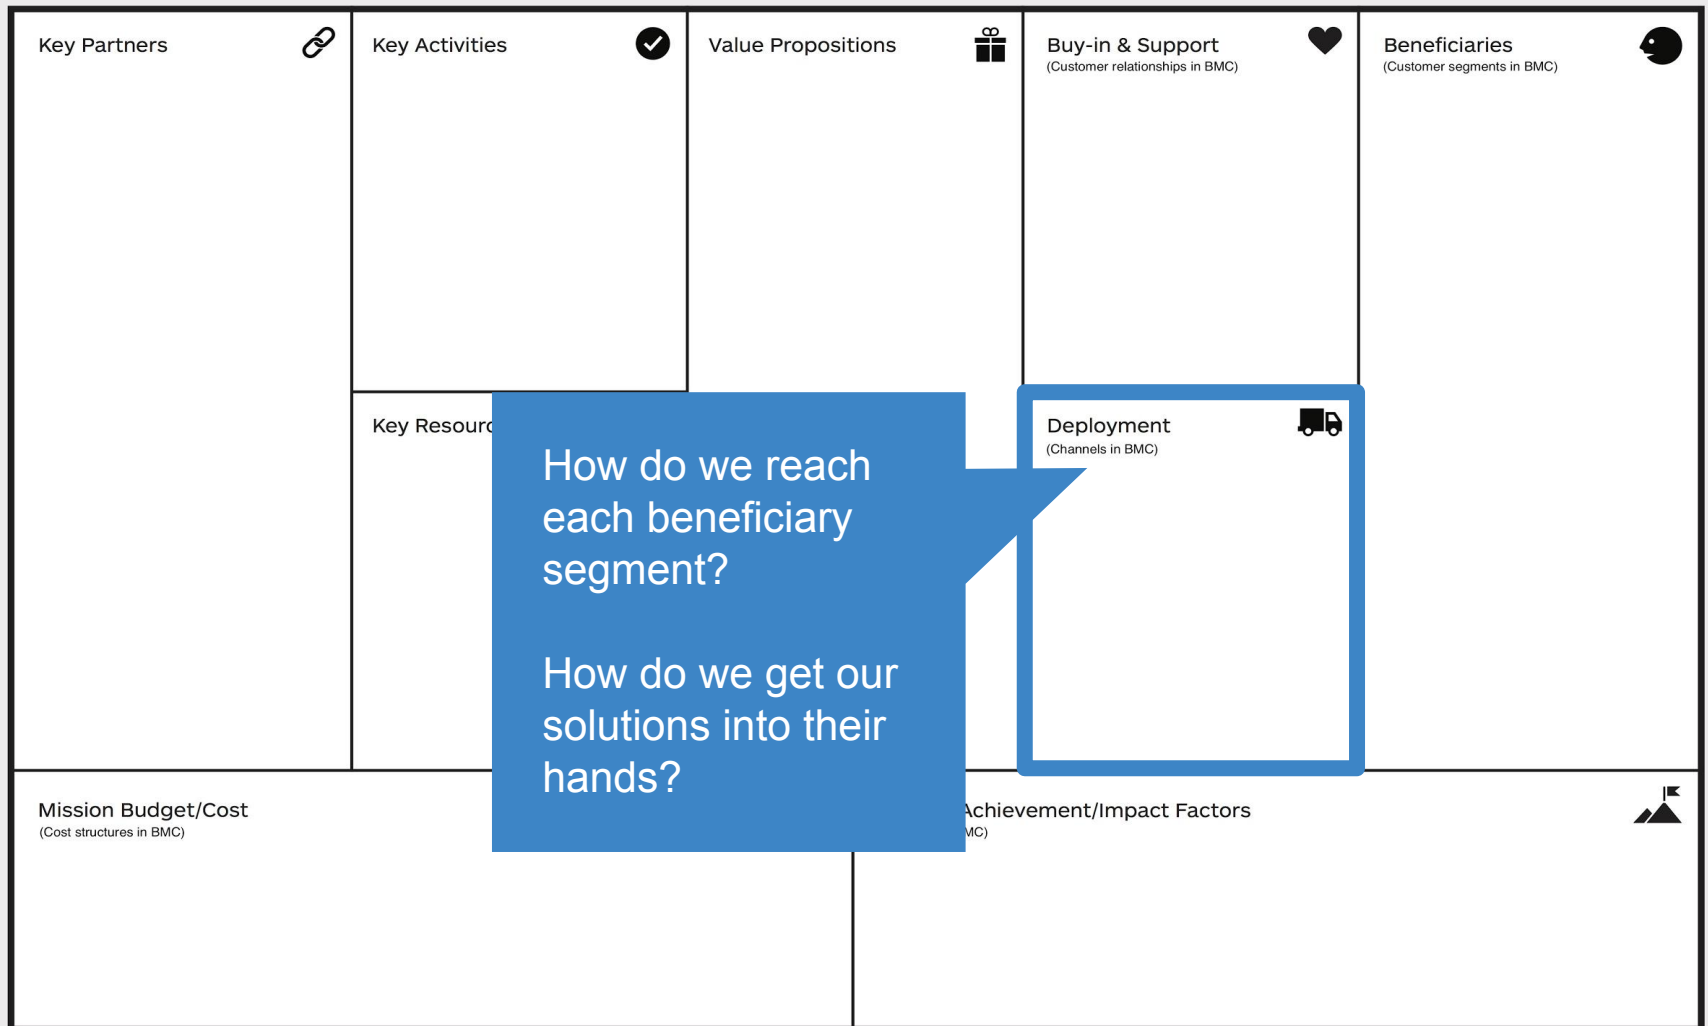 Key Partners
Key Activities
Value Propositions
Buy-in & Support
(Customer relationships in BMC)
Beneficiaries
(Customer segments in BMC)
Key
Deployment
(Channels in BMC)
How do we reach
each beneficiary
segment?
How do we get our
solutions into their
hands?
Mission Budget/Cost
(Cost structures in BMC)
Achievement/Impact Factors